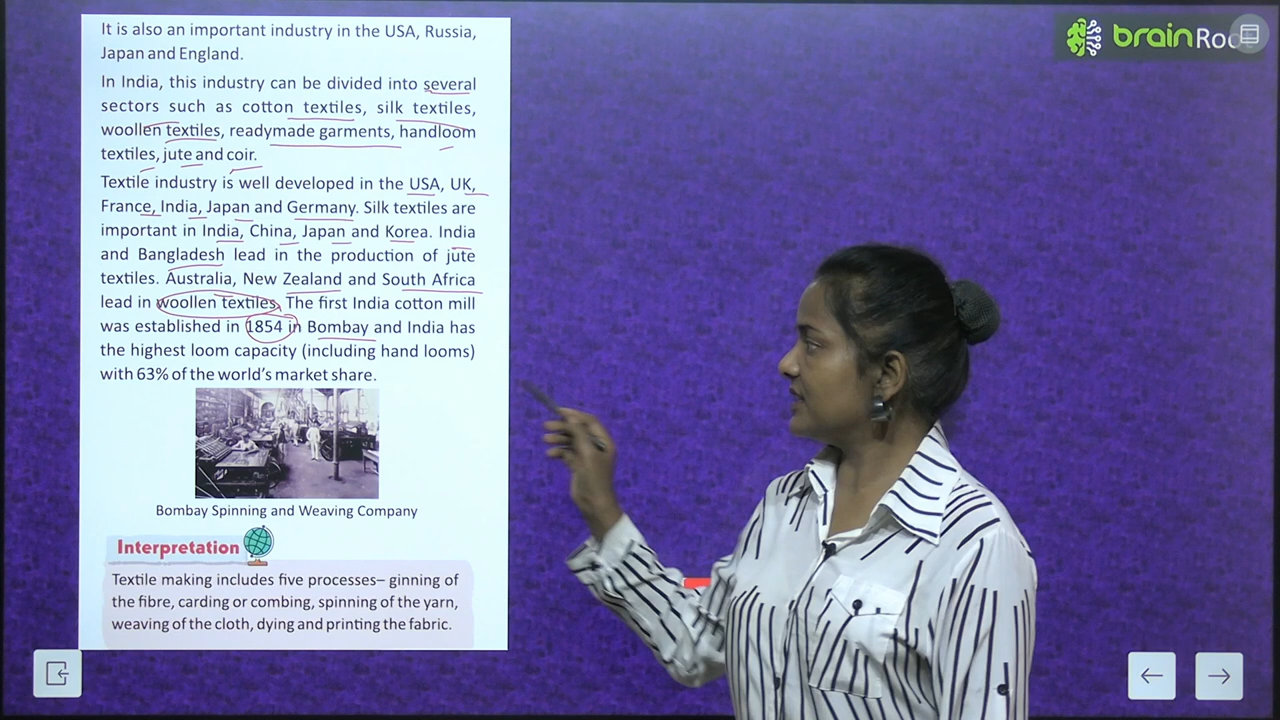 It is also an important industry in the USA, Russia,
Japan and England.
In India, this industry can be divided into several
sectors such as cotton textiles, silk textiles,
woollen textiles, readymade garments, handloom
textiles, jute and coir.
Textile industry is well developed in the USA, UK,
France, India, Japan and Germany. Silk textiles are
important in India, China, Japan and Korea. India
and Bangladesh lead in the production of jute
textiles. Australia, New Zealand and South Africa
lead in woollen textiles. The first India cotton mill
was established in 1854 in Bombay and India has
the highest loom capacity (including hand looms)
with 63% of the world's market share.
Bombay Spinning and Weaving Company
Interpretation
Textile making includes five processes– ginning of
the fibre, carding or combing, spinning of the yarn,
weaving of the cloth, dying and printing the fabric.